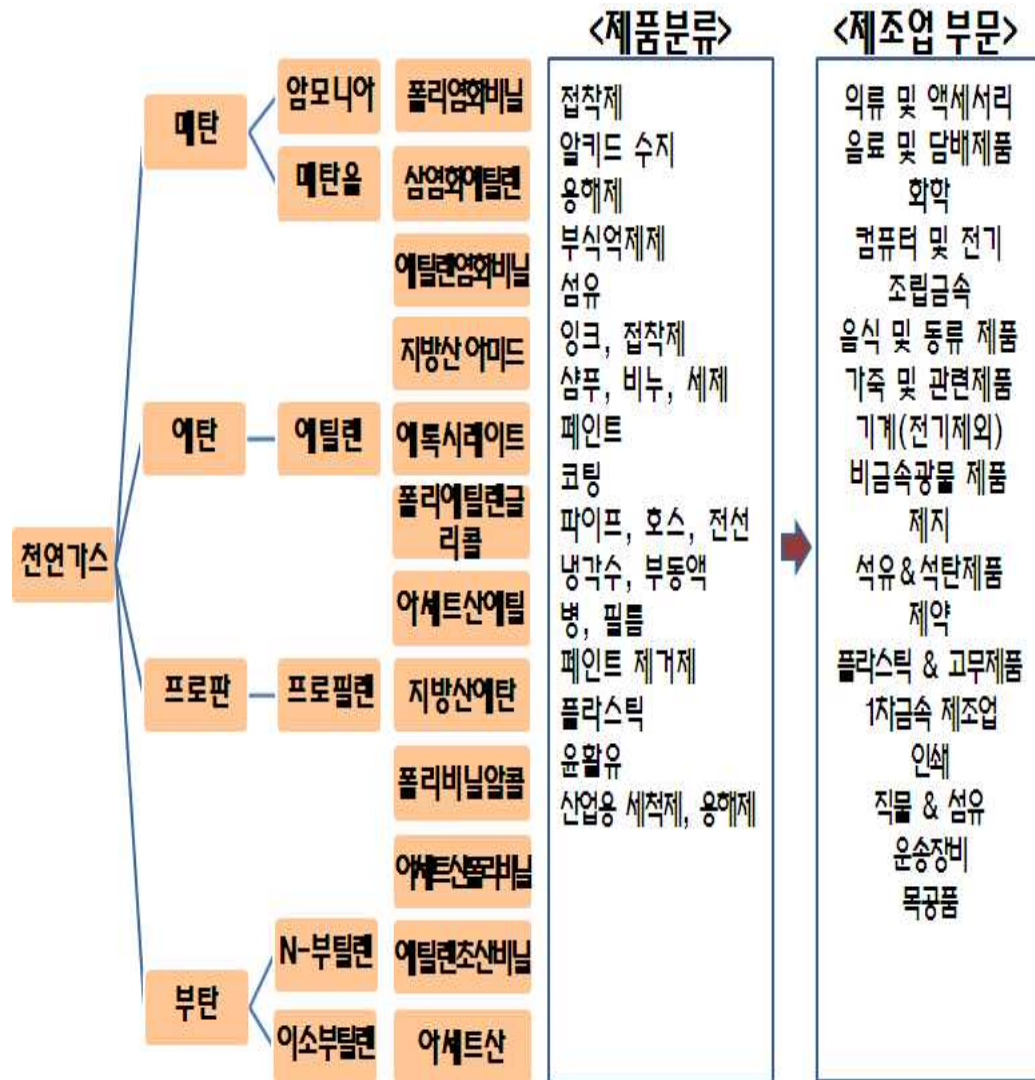 <제품분류>
<제조업 부문>
천연가스
메탄
에탄
프로판
부탄
암모니아
메탄올
에틸렌
프로필렌
N-부틸렌
이소부틸렌
폴리염화비닐
삼염화에틸렌
에틸렌염화비닐
지방산 아미드
에톡시레이트
폴리에틸렌글
리콜
아세트산에틸
지방산에탄
폴리비닐알콜
아세트산폴리비닐
에틸렌초산비닐
아세트산
접착제
알키드 수지
용해제
부식억제제
섬유
잉크, 접착제
샴푸, 비누, 세제
페인트
코팅
파이프, 호스, 전선
냉각수, 부동액
병, 필름
페인트 제거제
플라스틱
윤활유
산업용 세척제, 용해제
의류 및 액세서리
음료 및 담배제품
화학
컴퓨터 및 전기
조립금속
음식 및 동류 제품
가죽 및 관련제품
기계(전기제외)
비금속광물 제품
제지
석유&석탄제품
제약
플라스틱 & 고무제품
1차금속 제조업
인쇄
직물 & 섬유
운송장비
목공품